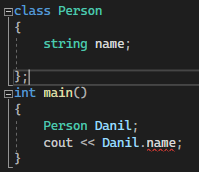 class Person
{
string name;
};
int main()
{
Person Danil;
cout << Danil.name;
}